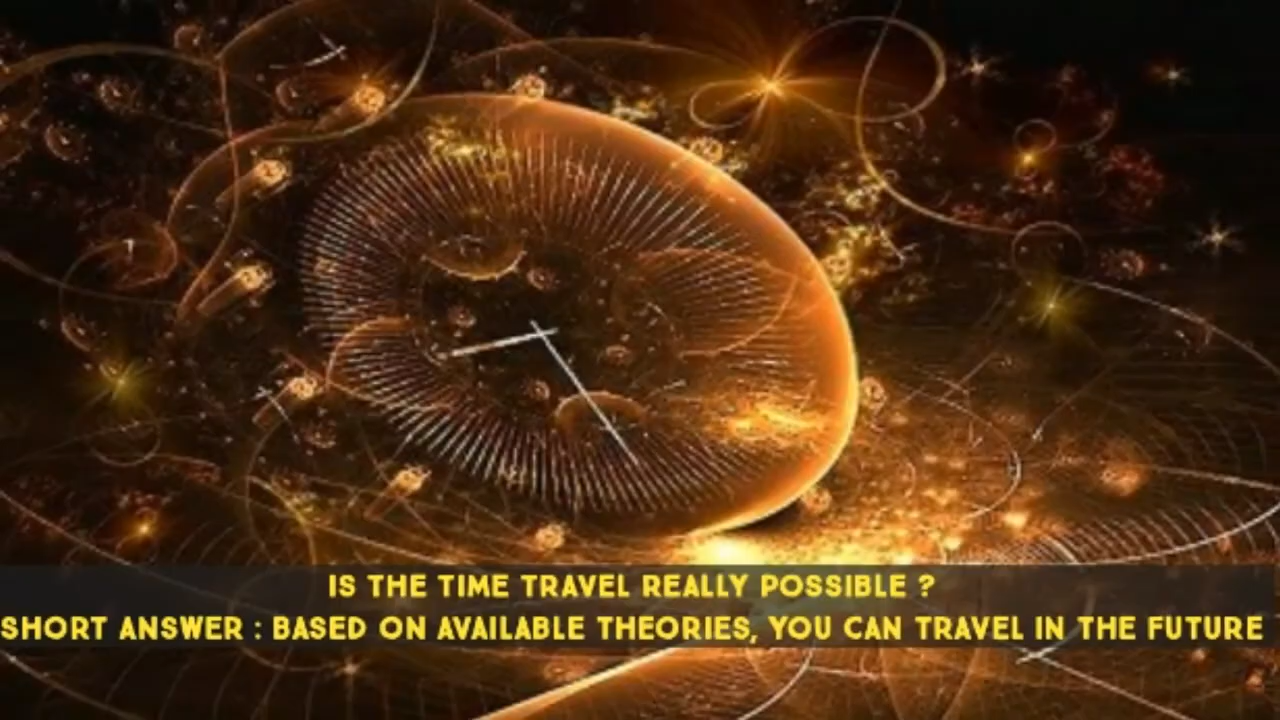 IS THE TIME TRAVEL REALLY POSSIBLE ?
SHORT ANSWER : BASED ON AVAILABLE THEORIES, YOU CAN TRAVEL IN THE FUTURE